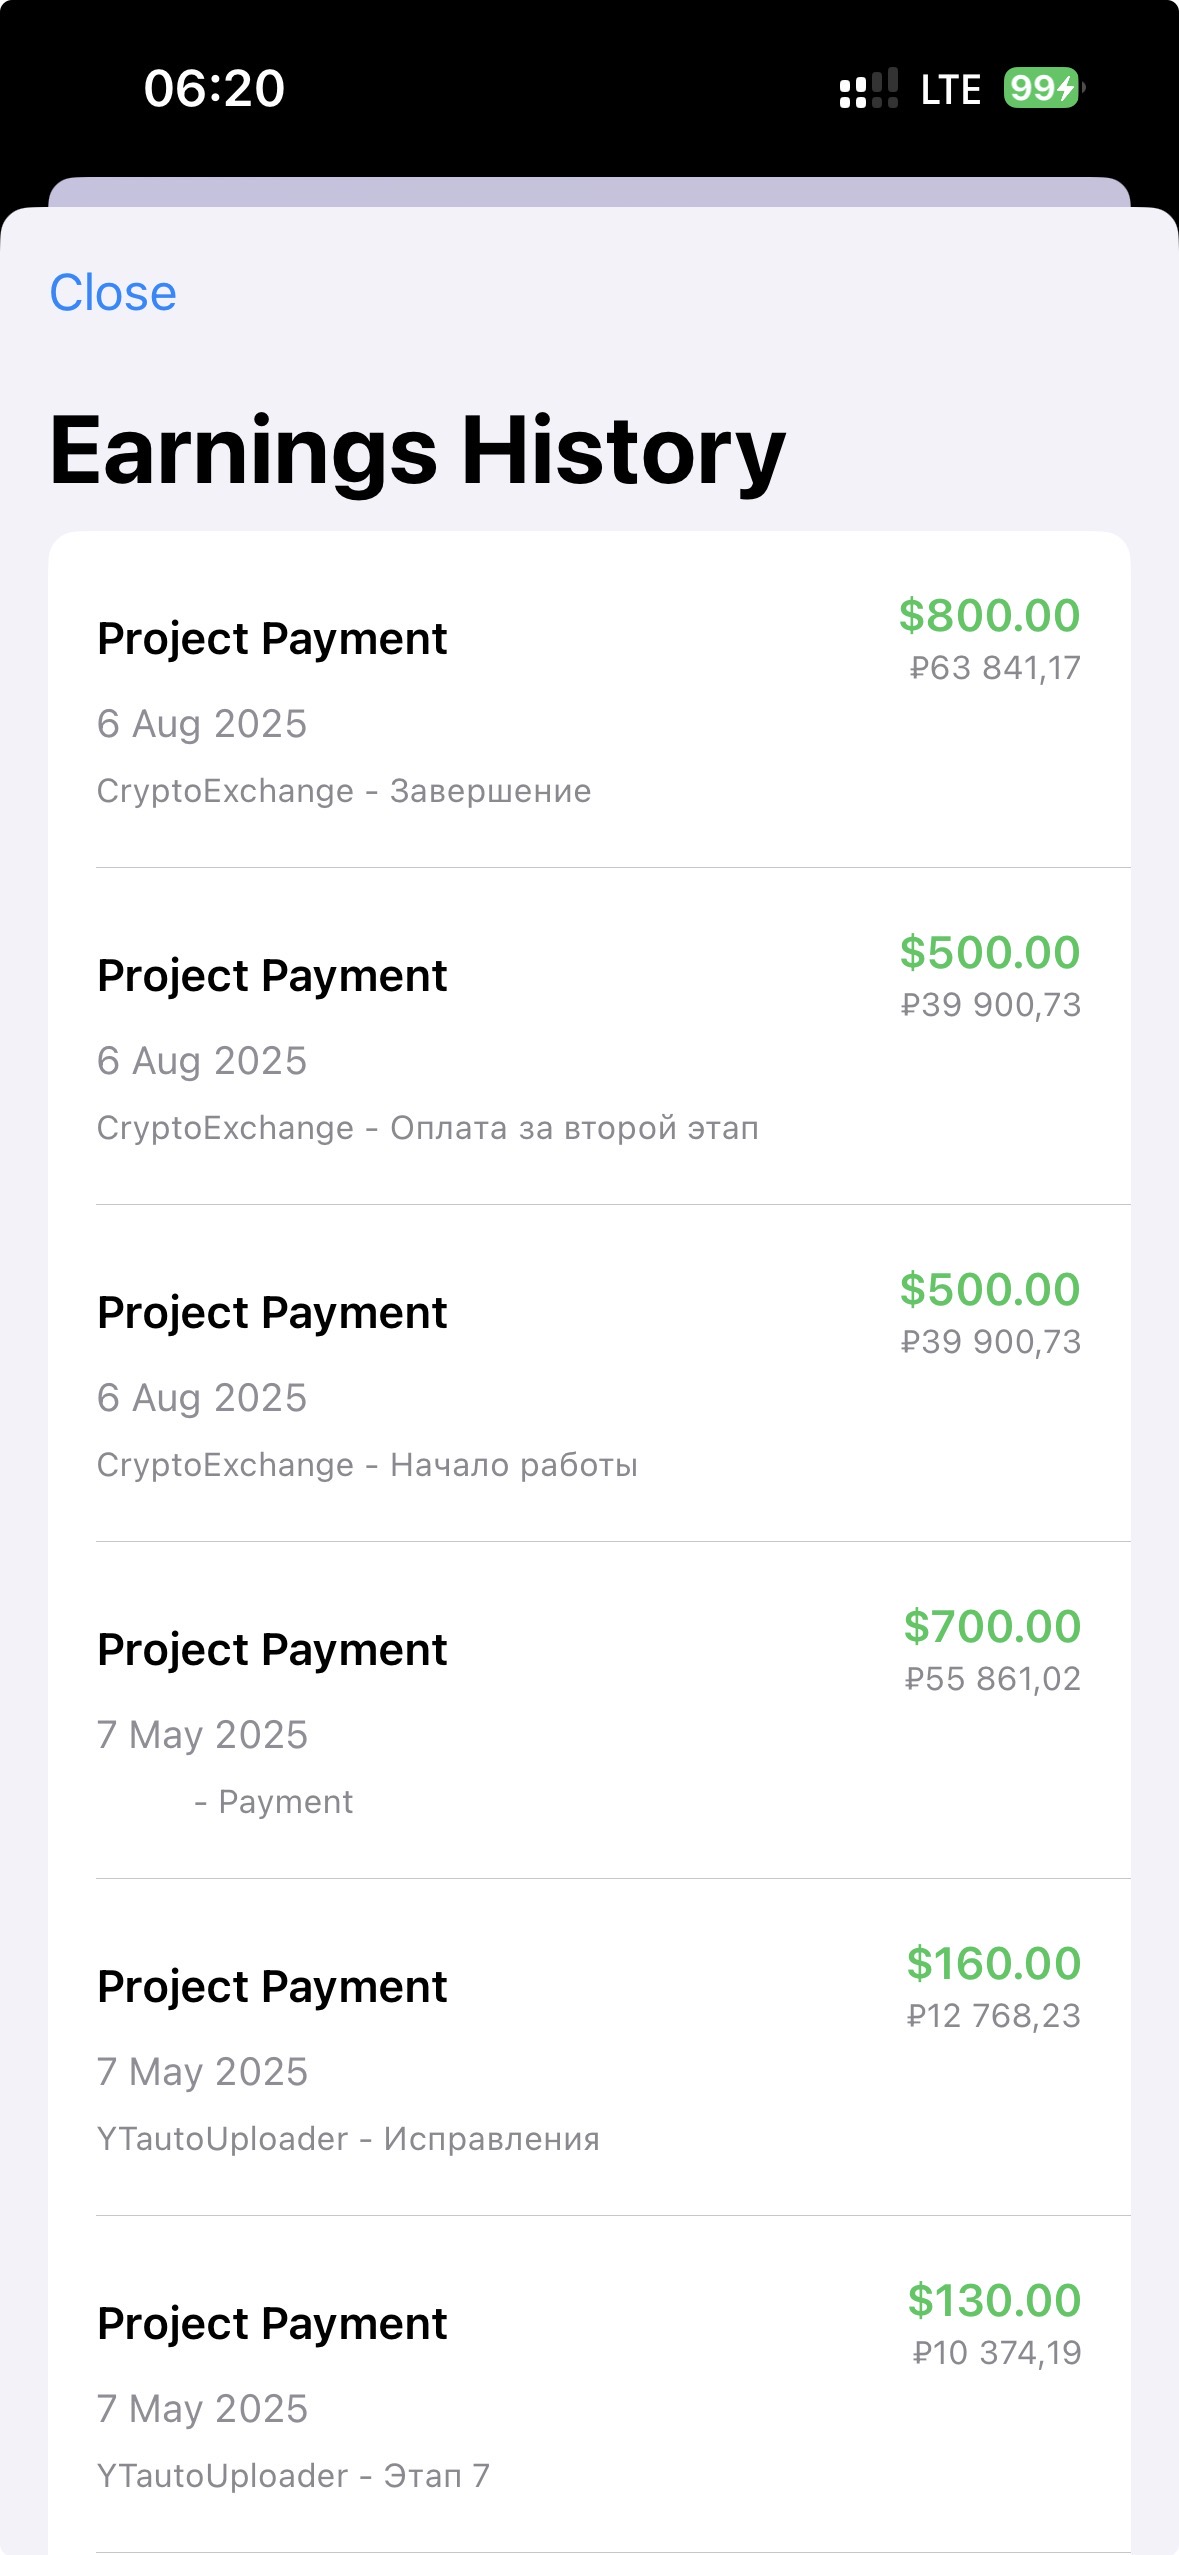 06:20
LTE 99
Close
Earnings History
Project Payment
$800.00
₽63 841,17
6 Aug 2025
CryptoExchange - Завершение
Project Payment
$500.00
₽39 900,73
6 Aug 2025
CryptoExchange - Оплата за второй этап
Project Payment
$500.00
₽39 900,73
6 Aug 2025
CryptoExchange - Начало работы
Project Payment
$700.00
₽55 861,02
7 May 2025
- Payment
Project Payment
$160.00
₽12 768,23
7 May 2025
YTautoUploader - Исправления
Project Payment
$130.00
₽10 374,19
7 May 2025
YTautoUploader - Этап 7